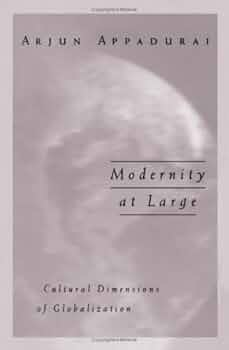 ARJUN APPADURAI
Modernity
at Large
Cultural Dimensions
of Globalization